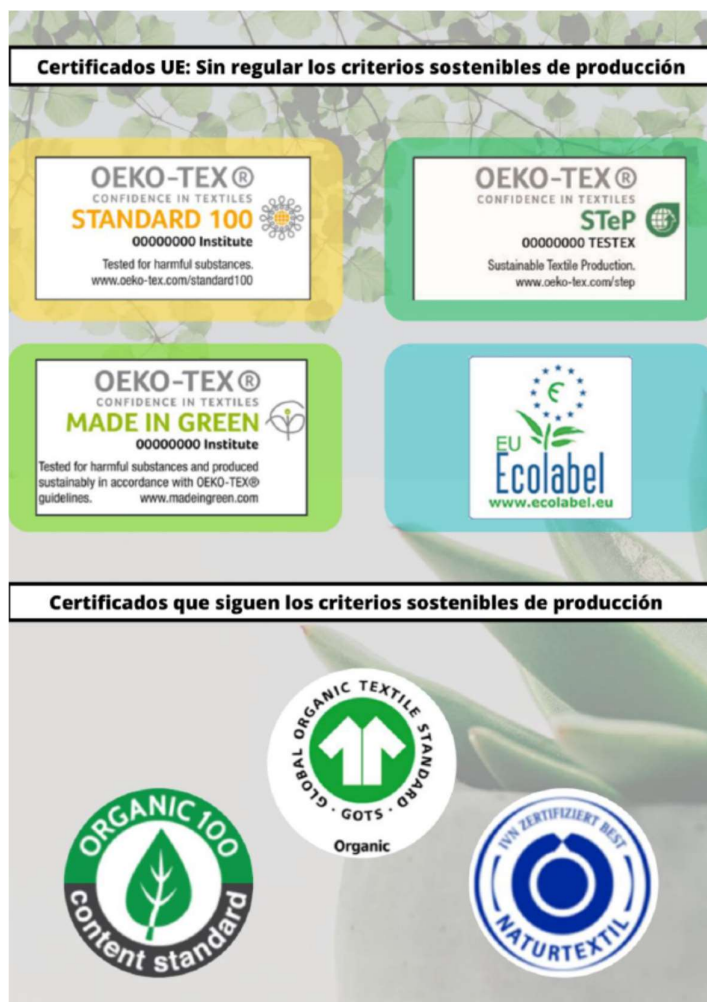 Certificados UE: Sin regular los criterios sostenibles de producción
OEKO-TEX®
CONFIDENCE IN TEXTILES
STANDARD 100
00000000 Institute
Tested for harmful substances.
www.oeko-tex.com/standard100
OEKO-TEX®
CONFIDENCE IN TEXTILES
STeP
00000000 TESTEX
Sustainable Textile Production.
www.oeko-tex.com/step
OEKO-TEX®
CONFIDENCE IN TEXTILES
MADE IN GREEN
00000000 Institute
Tested for harmful substances and produced
sustainably in accordance with OEKO-TEX®
guidelines. www.madeingreen.com
EU
Ecolabel
www.ecolabel.eu
Certificados que siguen los criterios sostenibles de producción
GLOBAL ORGANIC TEXTILE STANDARD
· GOTS ·
Organic
ORGANIC 100
content standard
IVN ZERTIFIZIERT BEST
NATURTEXTIL